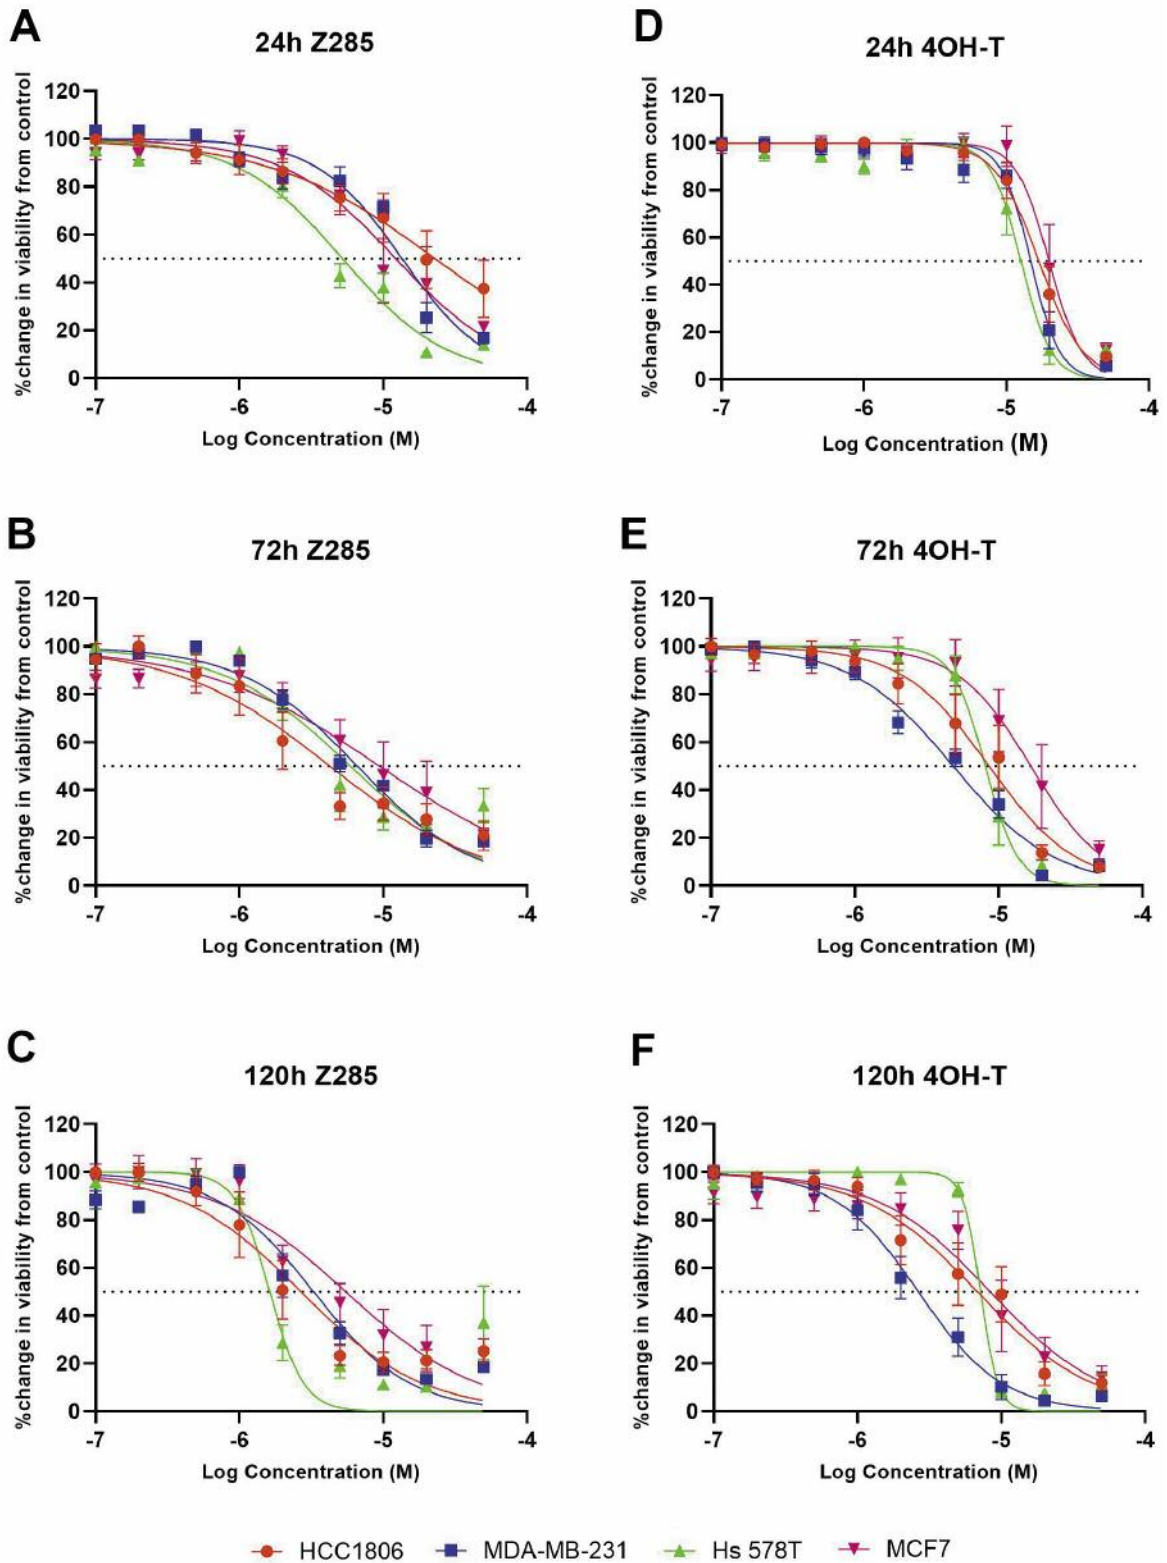 A
24h Z285
%change in viability from control
120
100
80
60
40
20
0
-7 -6 -5 -4
Log Concentration (M)
D
24h 4OH-T
%change in viability from control
120
100
80
60
40
20
0
-7 -6 -5 -4
Log Concentration (M)
B
72h Z285
%change in viability from control
120
100
80
60
40
20
0
-7 -6 -5 -4
Log Concentration (M)
E
72h 4OH-T
%change in viability from control
120
100
80
60
40
20
0
-7 -6 -5 -4
Log Concentration (M)
C
120h Z285
%change in viability from control
120
100
80
60
40
20
0
-7 -6 -5 -4
Log Concentration (M)
F
120h 4OH-T
%change in viability from control
120
100
80
60
40
20
0
-7 -6 -5 -4
Log Concentration (M)
HCC1806 MDA-MB-231 Hs 578T MCF7